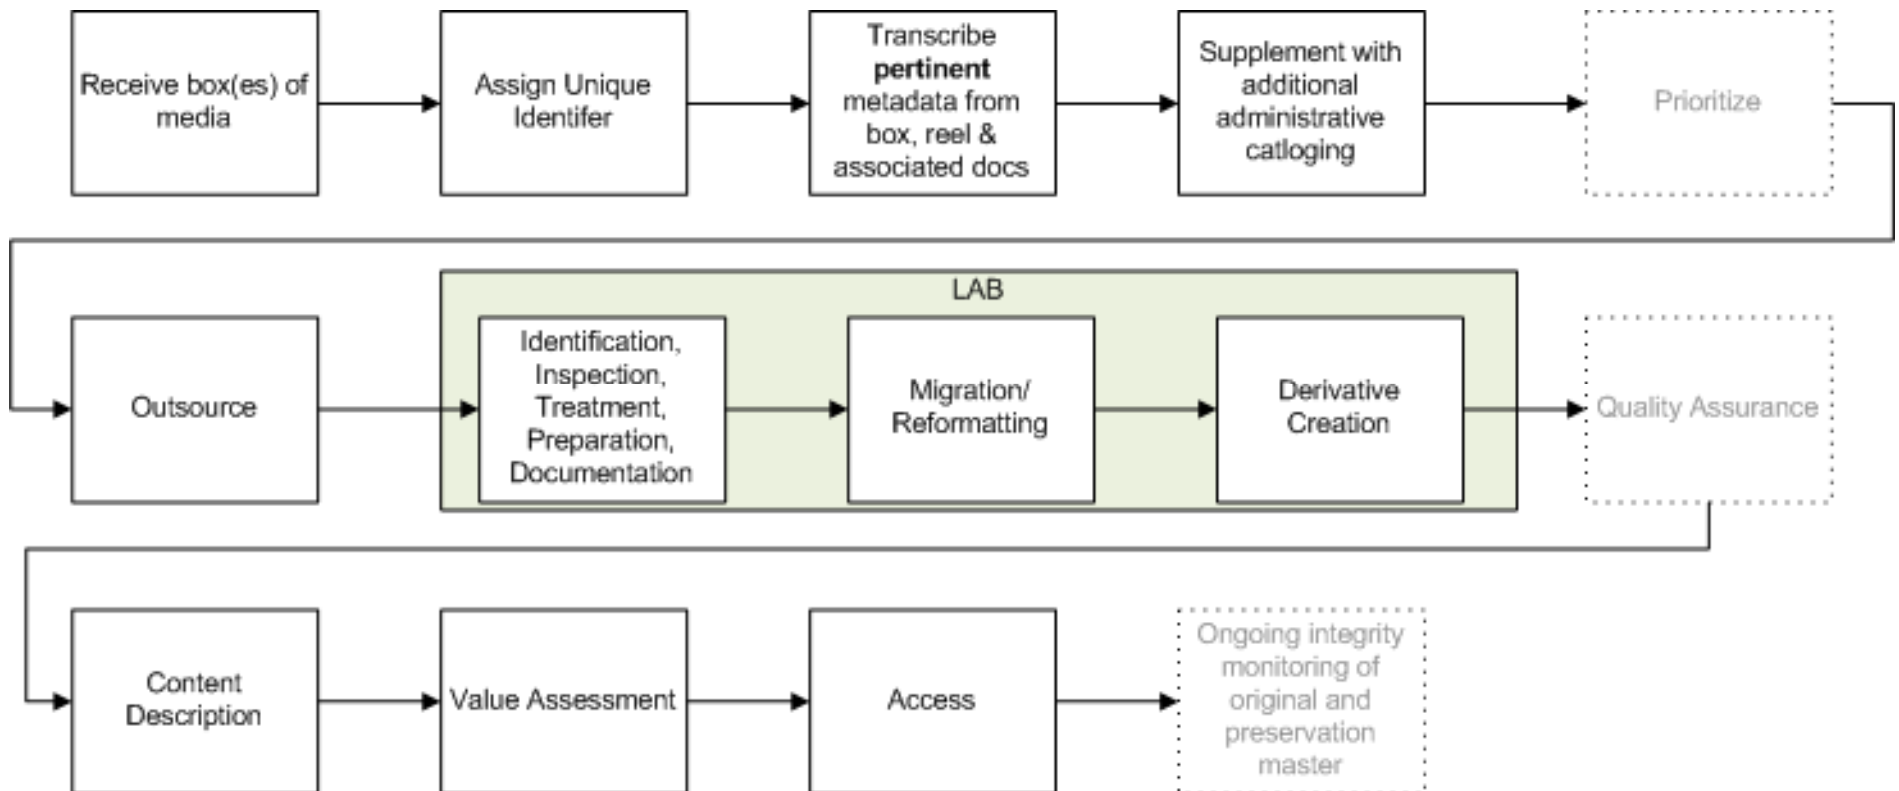 Receive box(es) of
media
Assign Unique
Identifer
Transcribe
pertinent
metadata from
box, reel &
associated docs
Supplement with
additional
administrative
catloging
Prioritize
LAB
Outsource
Identification,
Inspection,
Treatment,
Preparation,
Documentation
Migration/
Reformatting
Derivative
Creation
Quality Assurance
Content
Description
Value Assessment
Access
Ongoing integrity
monitoring of
original and
preservation
master